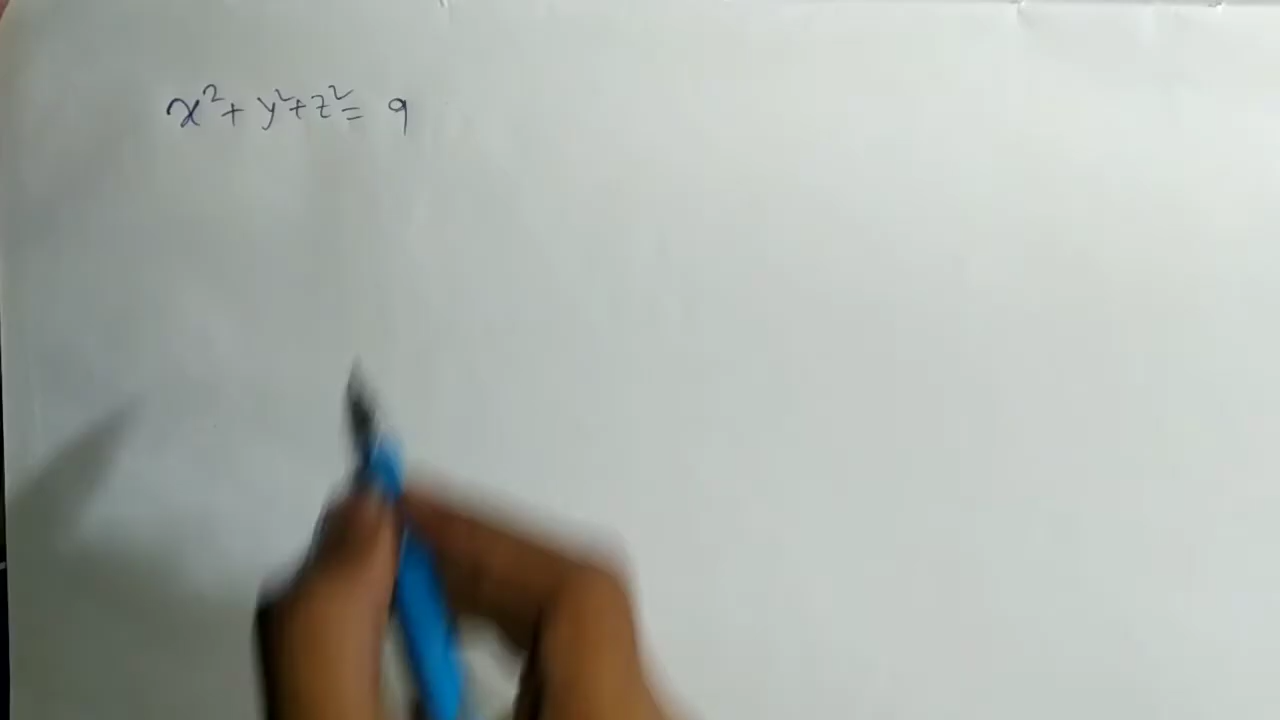 x² + y² + z² = 9